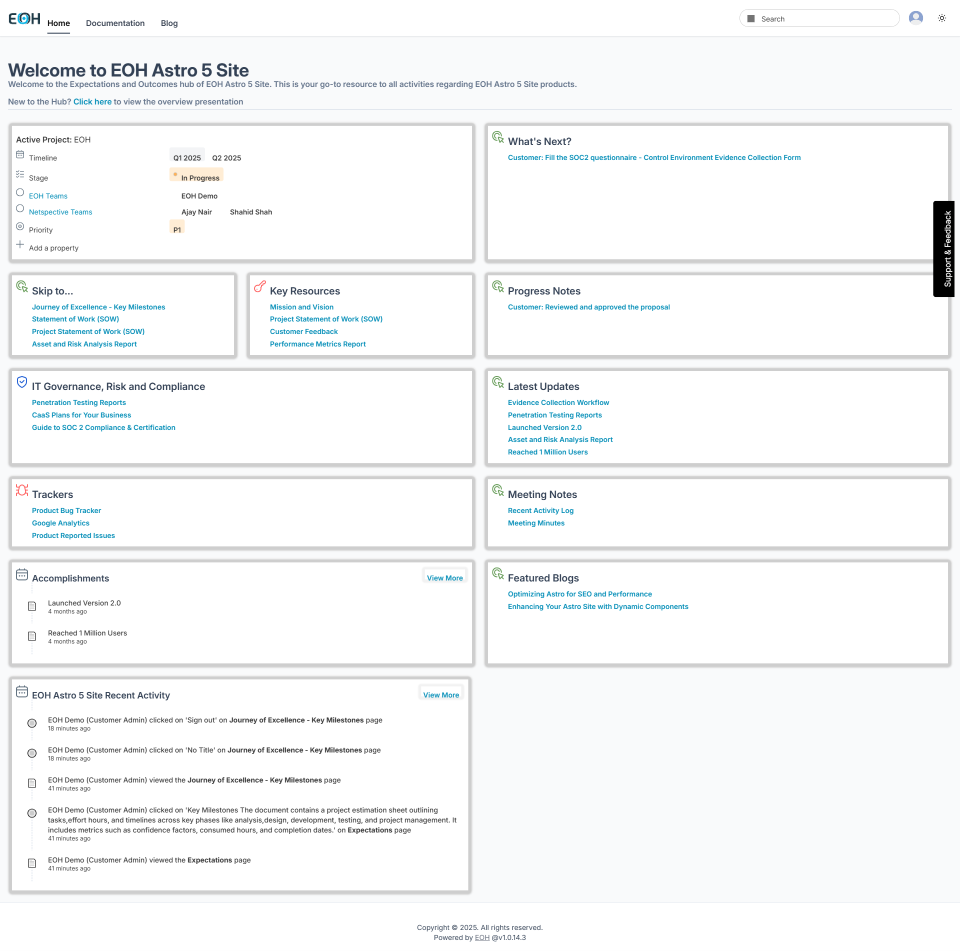 EOH
Home
Documentation
Blog
Search
Welcome to EOH Astro 5 Site
Welcome to the Expectations and Outcomes hub of EOH Astro 5 Site. This is your go-to resource to all activities regarding EOH Astro 5 Site products.
New to the Hub? Click here to view the overview presentation
Active Project: EOH
Timeline
Q1 2025
Q2 2025
Stage
In Progress
EOH Teams
EOH Demo
Netspective Teams
Ajay Nair
Shahid Shah
Priority
P1
Add a property
What's Next?
Customer: Fill the SOC2 questionnaire - Control Environment Evidence Collection Form
Support & Feedback
Skip to...
Journey of Excellence - Key Milestones
Statement of Work (SOW)
Project Statement of Work (SOW)
Asset and Risk Analysis Report
Key Resources
Mission and Vision
Project Statement of Work (SOW)
Customer Feedback
Performance Metrics Report
Progress Notes
Customer: Reviewed and approved the proposal
IT Governance, Risk and Compliance
Penetration Testing Reports
CaaS Plans for Your Business
Guide to SOC 2 Compliance & Certification
Latest Updates
Evidence Collection Workflow
Penetration Testing Reports
Launched Version 2.0
Asset and Risk Analysis Report
Reached 1 Million Users
Trackers
Product Bug Tracker
Google Analytics
Product Reported Issues
Meeting Notes
Recent Activity Log
Meeting Minutes
Accomplishments
View More
Launched Version 2.0
4 months ago
Reached 1 Million Users
4 months ago
Featured Blogs
Optimizing Astro for SEO and Performance
Enhancing Your Astro Site with Dynamic Components
EOH Astro 5 Site Recent Activity
View More
EOH Demo (Customer Admin) clicked on 'Sign out' on Journey of Excellence - Key Milestones page
18 minutes ago
EOH Demo (Customer Admin) clicked on 'No Title' on Journey of Excellence - Key Milestones page
18 minutes ago
EOH Demo (Customer Admin) viewed the Journey of Excellence - Key Milestones page
41 minutes ago
EOH Demo (Customer Admin) clicked on 'Key Milestones The document contains a project estimation sheet outlining
tasks,effort hours, and timelines across key phases like analysis,design, development, testing, and project management. It
includes metrics such as confidence factors, consumed hours, and completion dates.' on Expectations page
41 minutes ago
EOH Demo (Customer Admin) viewed the Expectations page
41 minutes ago
Copyright © 2025. All rights reserved.
Powered by EOH @v1.0.14.3